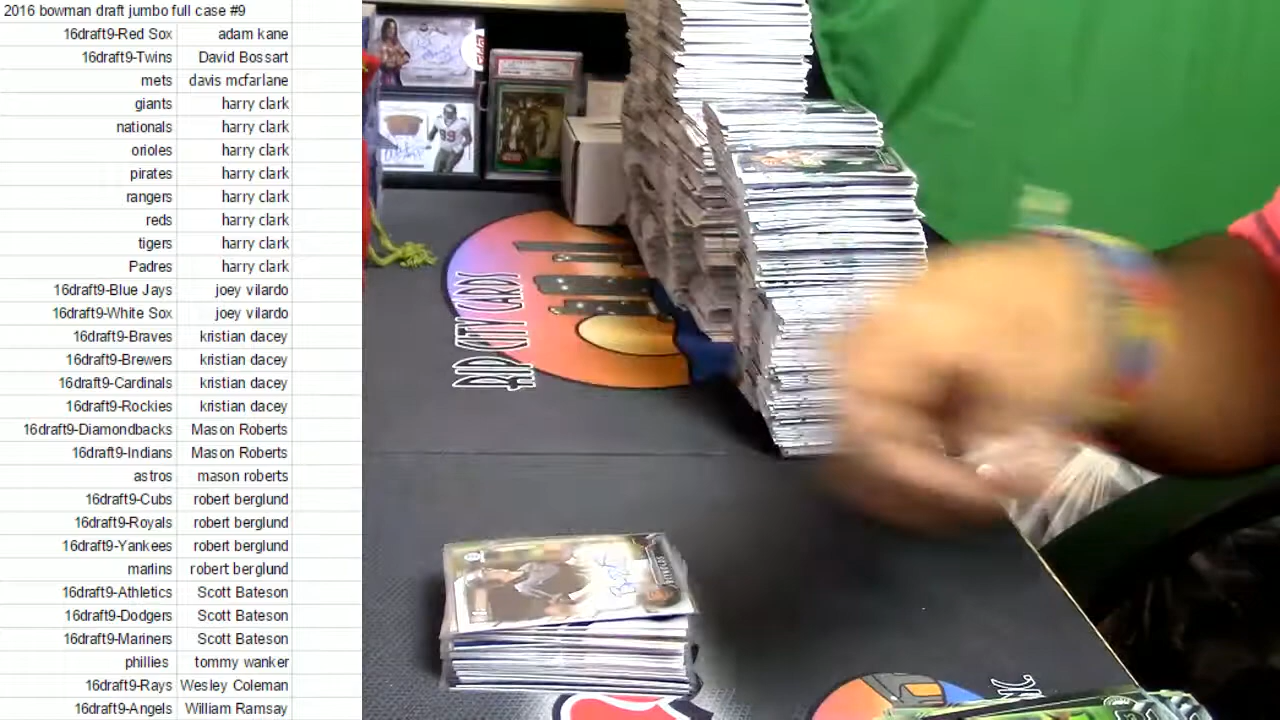 2016 bowman draft jumbo full case #9
16draft9-Red Sox adam kane
16draft9-Twins David Bossart
mets davis mcfarlane
giants harry clark
nationals harry clark
orioles harry clark
pirates harry clark
rangers harry clark
reds harry clark
tigers harry clark
Padres harry clark
16draft9-Blue Jays joey vilardo
16draft9-White Sox joey vilardo
16draft9-Braves kristian dacey
16draft9-Brewers kristian dacey
16draft9-Cardinals kristian dacey
16draft9-Rockies kristian dacey
16draft9-Diamondbacks Mason Roberts
16draft9-Indians Mason Roberts
astros mason roberts
16draft9-Cubs robert berglund
16draft9-Royals robert berglund
16draft9-Yankees robert berglund
marlins robert berglund
16draft9-Athletics Scott Bateson
16draft9-Dodgers Scott Bateson
16draft9-Mariners Scott Bateson
phillies tommy wanker
16draft9-Rays Wesley Coleman
16draft9-Angels William Ramsay
RIP CITY CARDS